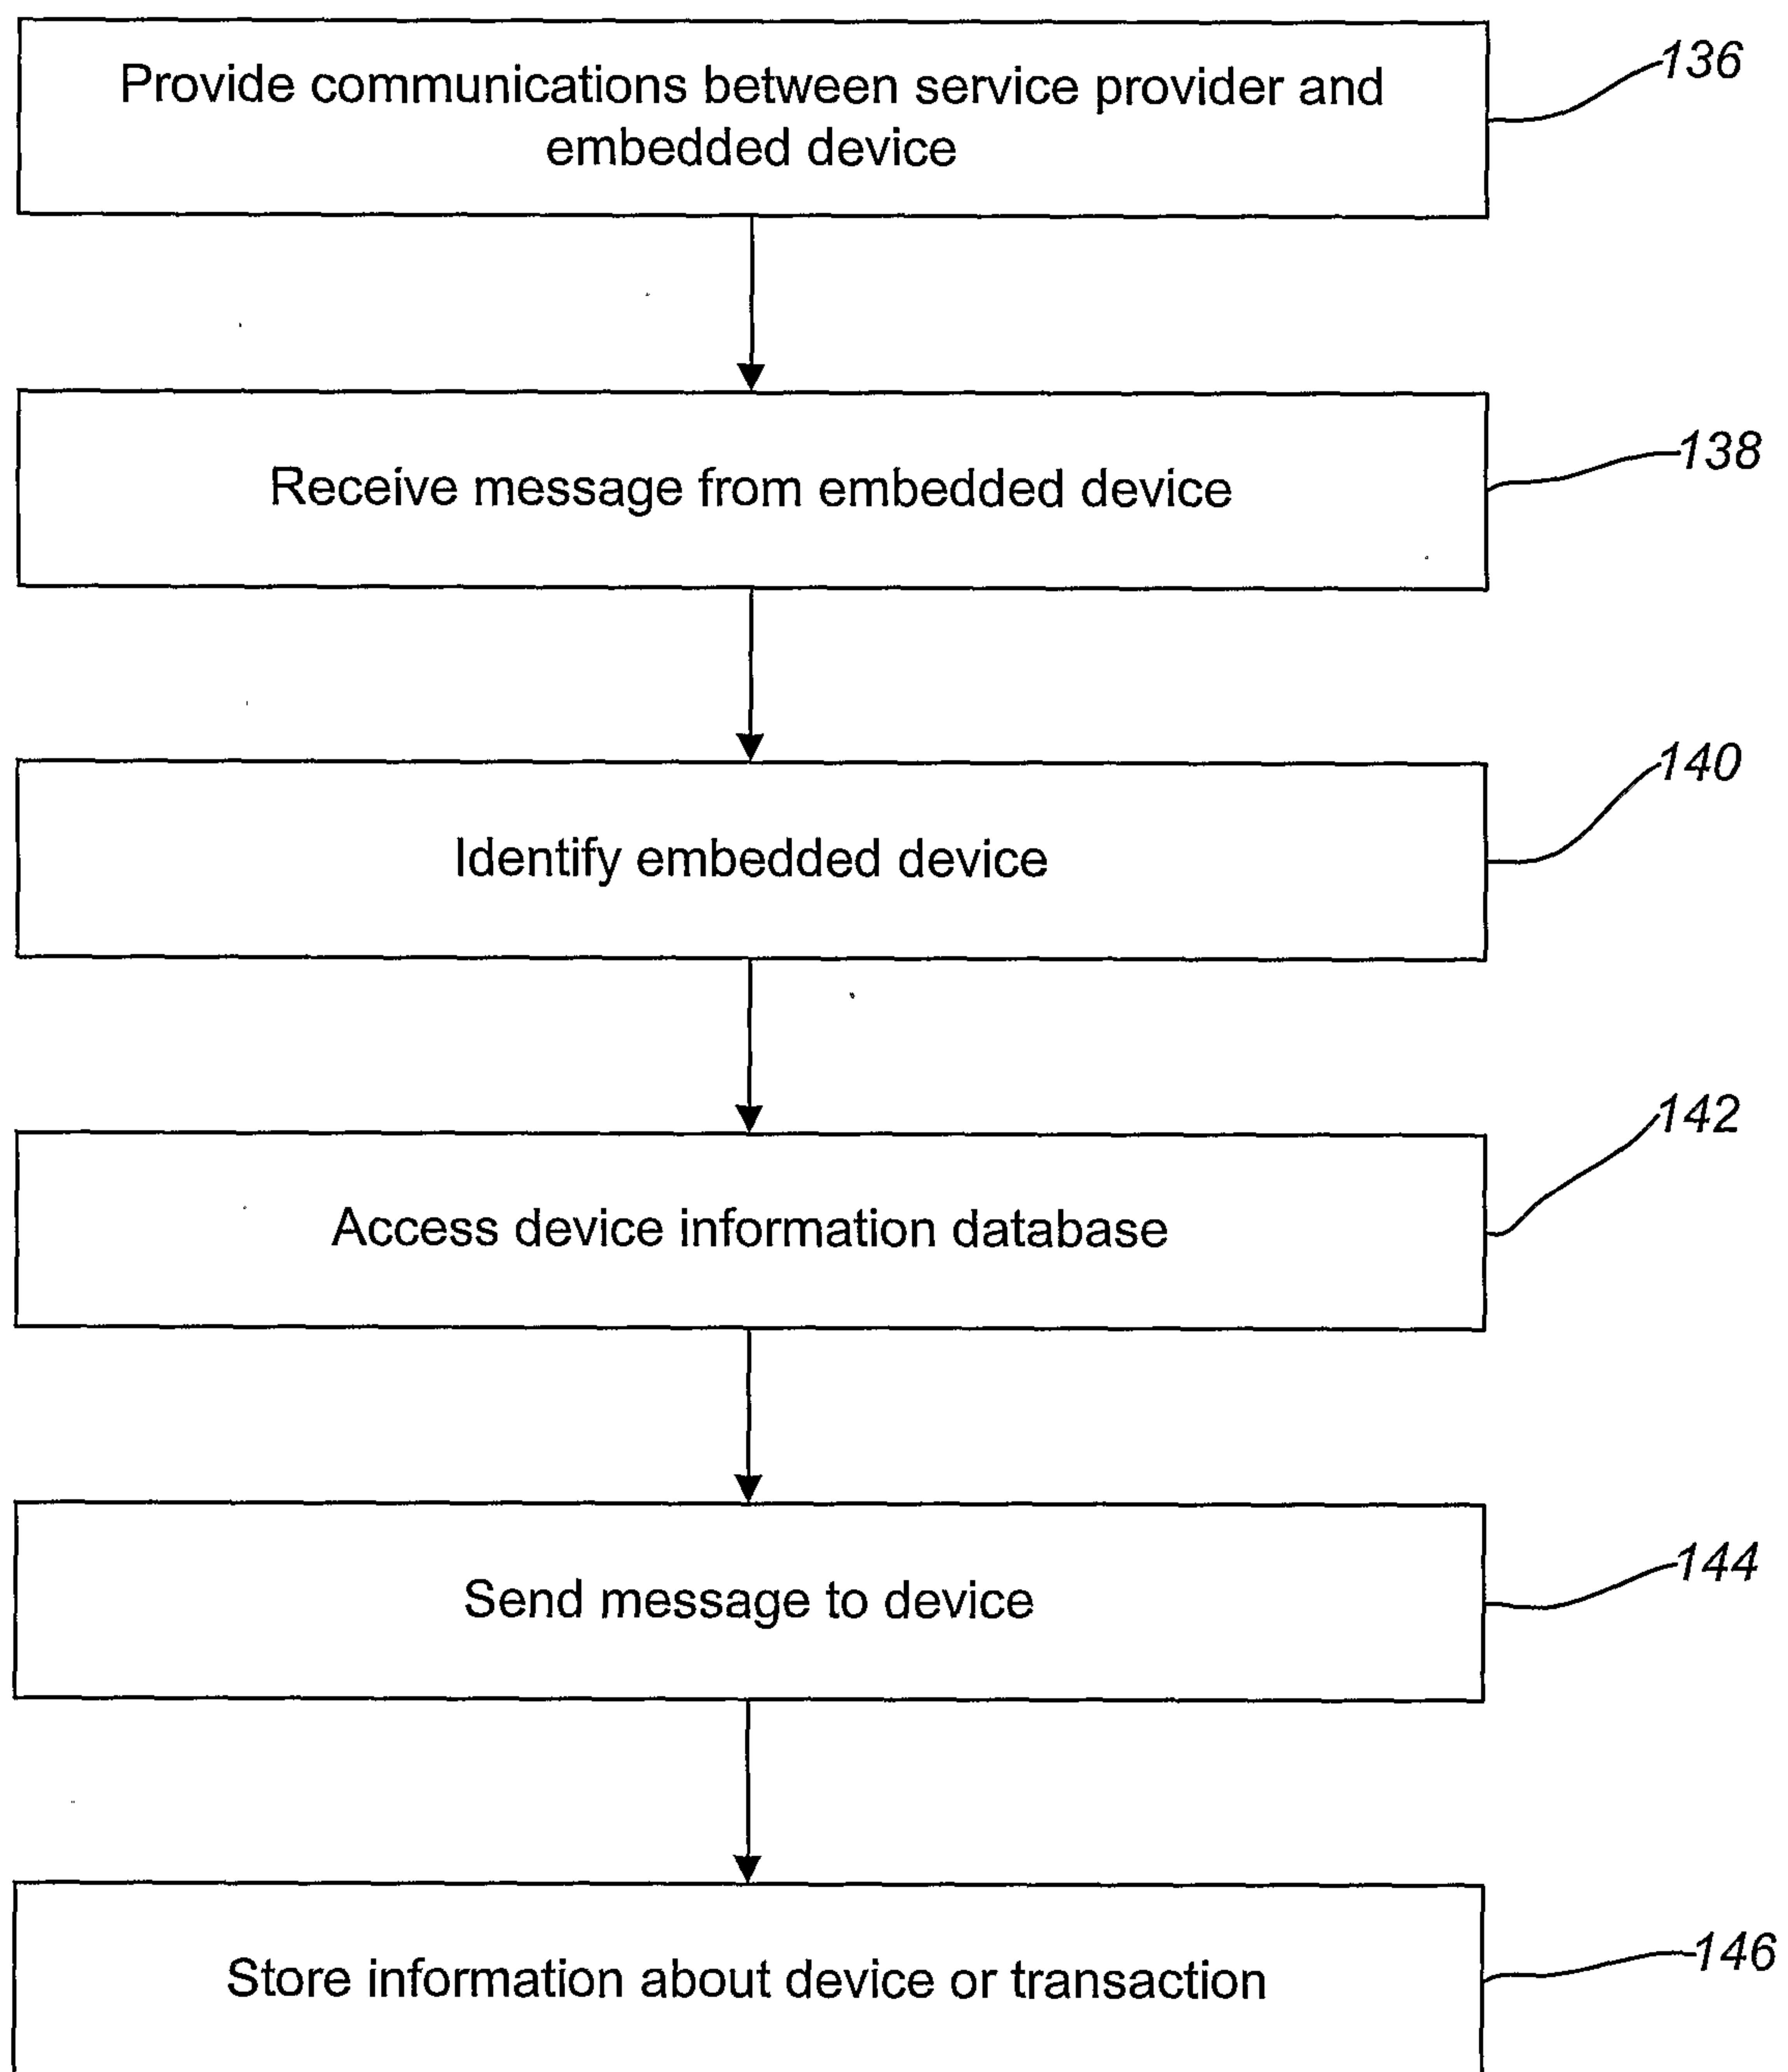 Provide communications between service provider and
embedded device
136
Receive message from embedded device
138
Identify embedded device
140
Access device information database
142
Send message to device
144
Store information about device or transaction
146